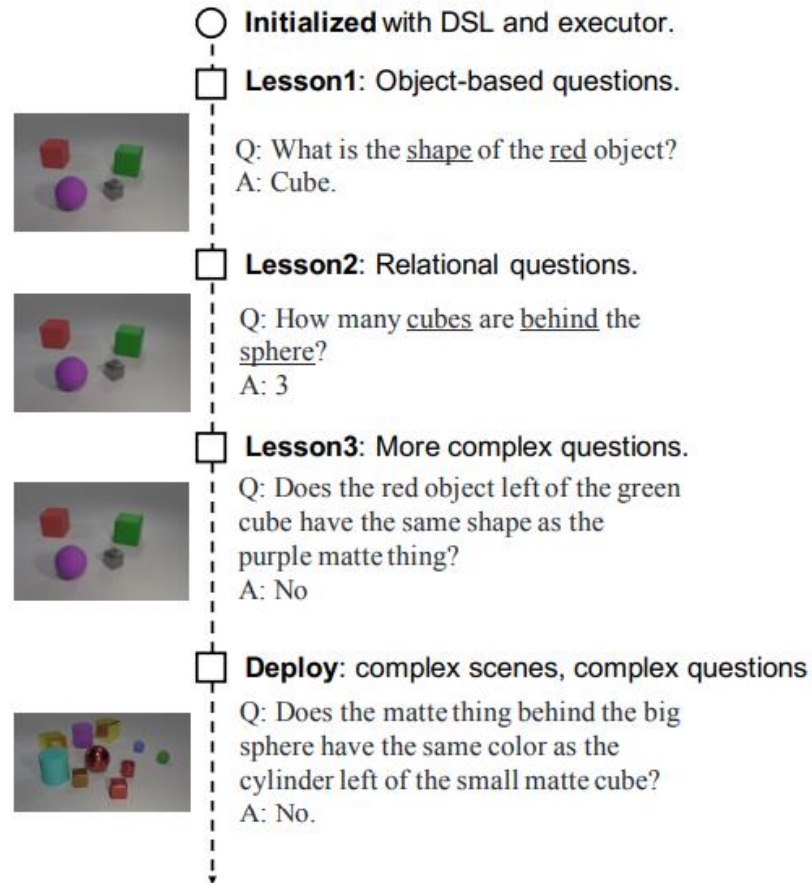 Initialized with DSL and executor.
Lesson1: Object-based questions.
Q: What is the shape of the red object?
A: Cube.
Lesson2: Relational questions.
Q: How many cubes are behind the
sphere?
A: 3
Lesson3: More complex questions.
Q: Does the red object left of the green
cube have the same shape as the
purple matte thing?
A: No
Deploy: complex scenes, complex questions
Q: Does the matte thing behind the big
sphere have the same color as the
cylinder left of the small matte cube?
A: No.